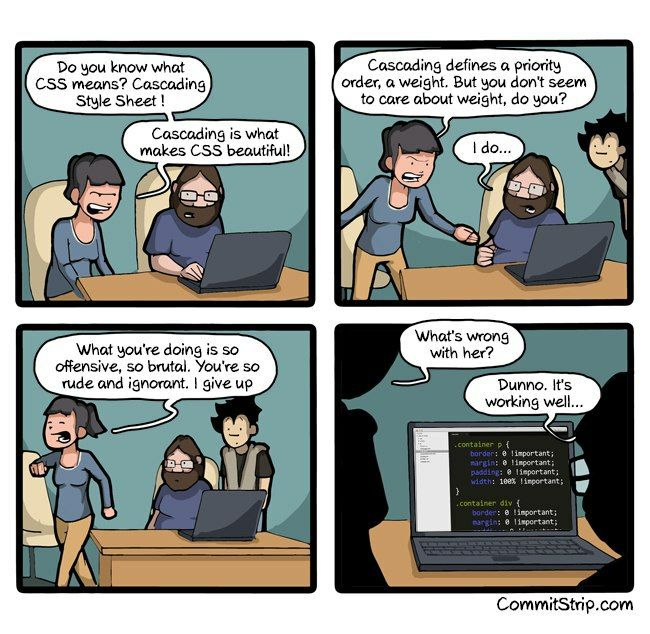 Do you know what
CSS means? Cascading
Style Sheet !
Cascading is what
makes CSS beautiful!
Cascading defines a priority
order, a weight. But you don't seem
to care about weight, do you?
I do...
What you're doing is so
offensive, so brutal. You're so
rude and ignorant. I give up
What's wrong
with her?
Dunno. It's
working well...
.container p {
border: 0 !important;
margin: 0 !important;
padding: 0 !important;
width: 100% !important;
}
.container div {
border: 0 !important;
margin: 0 !important;
CommitStrip.com